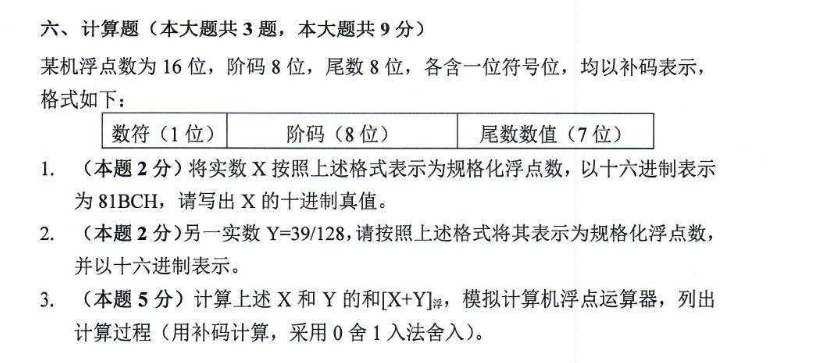 六、计算题（本大题共 3 题，本大题共 9 分）
某机浮点数为 16 位，阶码 8 位，尾数 8 位，各含一位符号位，均以补码表示，
格式如下：
数符（1 位） 阶码（8 位） 尾数数值（7 位）
1. （本题 2 分）将实数 X 按照上述格式表示为规格化浮点数，以十六进制表示
为 81BCH，请写出 X 的十进制真值。
2. （本题 2 分）另一实数 Y=39/128，请按照上述格式将其表示为规格化浮点数，
并以十六进制表示。
3. （本题 5 分）计算上述 X 和 Y 的和[X+Y]浮，模拟计算机浮点运算器，列出
计算过程（用补码计算，采用 0 舍 1 入法舍入）。